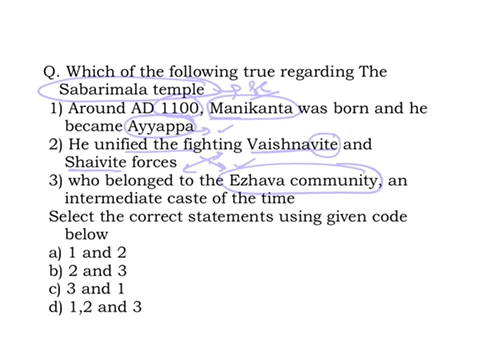 Q. Which of the following true regarding The
Sabarimala temple
1) Around AD 1100, Manikanta was born and he
became Ayyappa
2) He unified the fighting Vaishnavite and
Shaivite forces
3) who belonged to the Ezhava community, an
intermediate caste of the time
Select the correct statements using given code
below
a) 1 and 2
b) 2 and 3
c) 3 and 1
d) 1,2 and 3